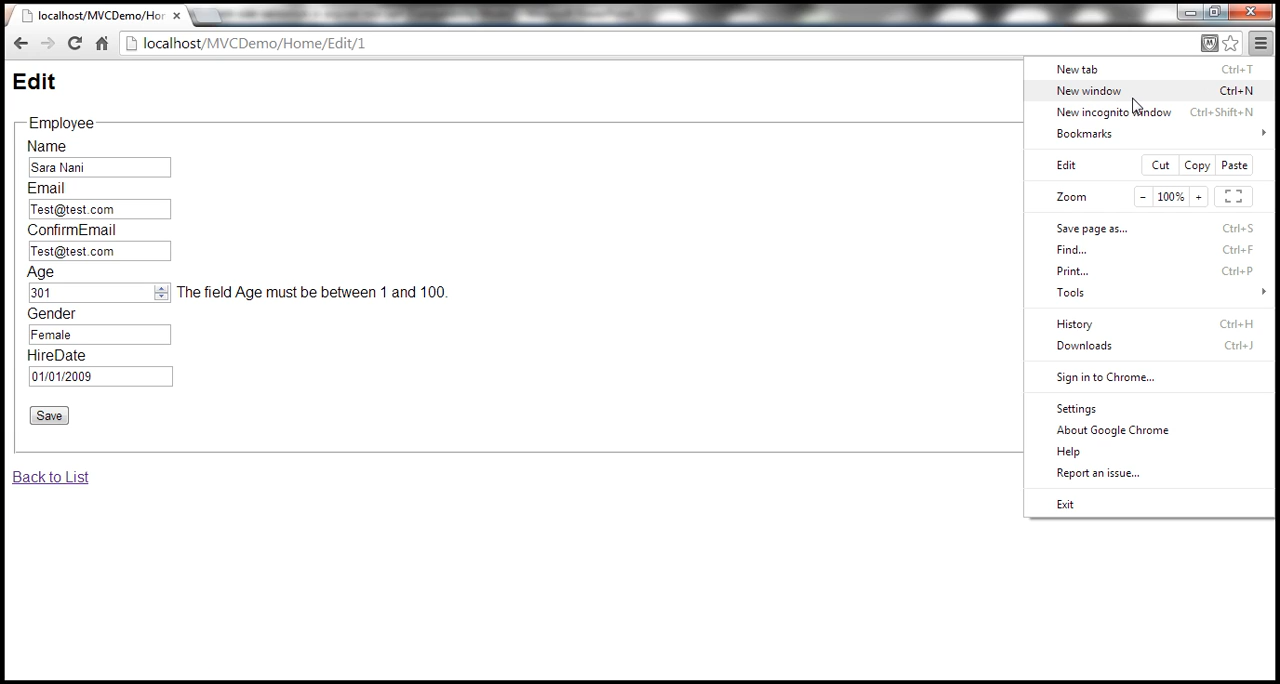 localhost/MVCDemo/Hor
localhost/MVCDemo/Home/Edit/1
Edit
Employee
Name
Sara Nani
Email
Test@test.com
ConfirmEmail
Test@test.com
Age
301 The field Age must be between 1 and 100.
Gender
Female
HireDate
01/01/2009
Save
Back to List
New tab Ctrl+T
New window Ctrl+N
New incognito window Ctrl+Shift+N
Bookmarks
Edit Cut Copy Paste
Zoom − 100% +
Save page as... Ctrl+S
Find... Ctrl+F
Print... Ctrl+P
Tools
History Ctrl+H
Downloads Ctrl+J
Sign in to Chrome...
Settings
About Google Chrome
Help
Report an issue...
Exit